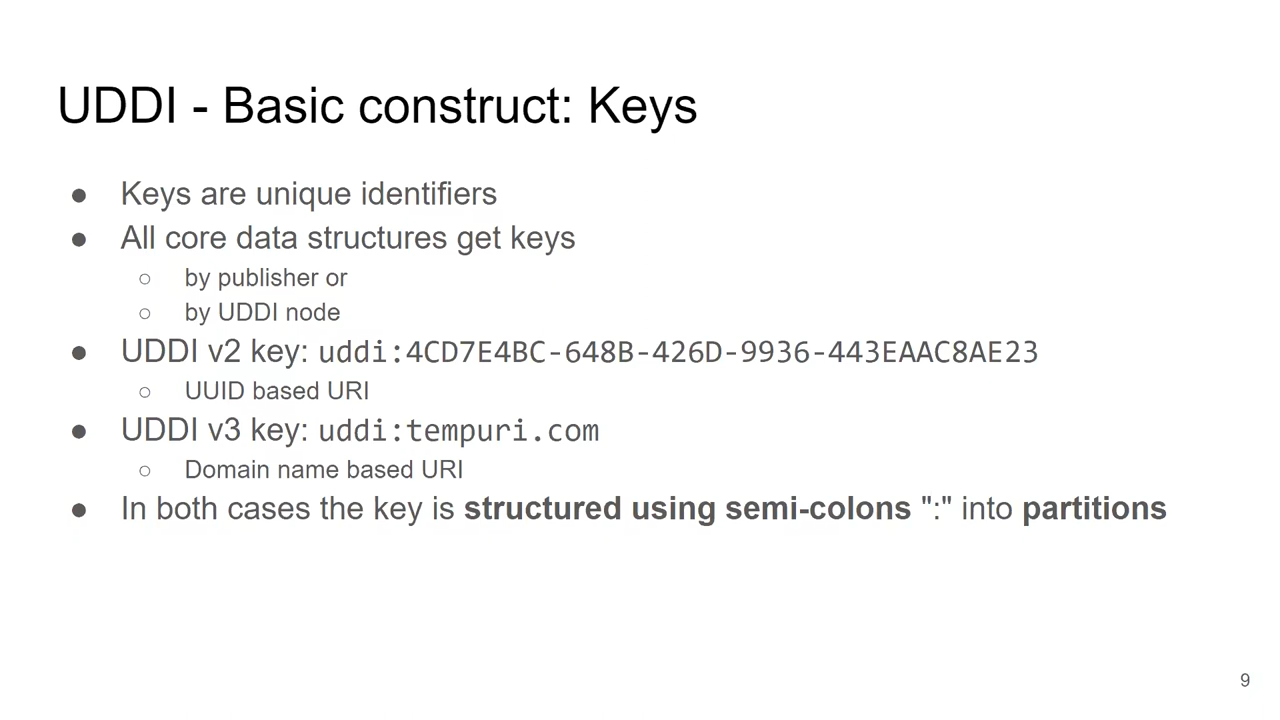 UDDI - Basic construct: Keys
● Keys are unique identifiers
● All core data structures get keys
○ by publisher or
○ by UDDI node
● UDDI v2 key: uddi:4CD7E4BC-648B-426D-9936-443EAAC8AE23
○ UUID based URI
● UDDI v3 key: uddi:tempuri.com
○ Domain name based URI
● In both cases the key is structured using semi-colons ":" into partitions
9